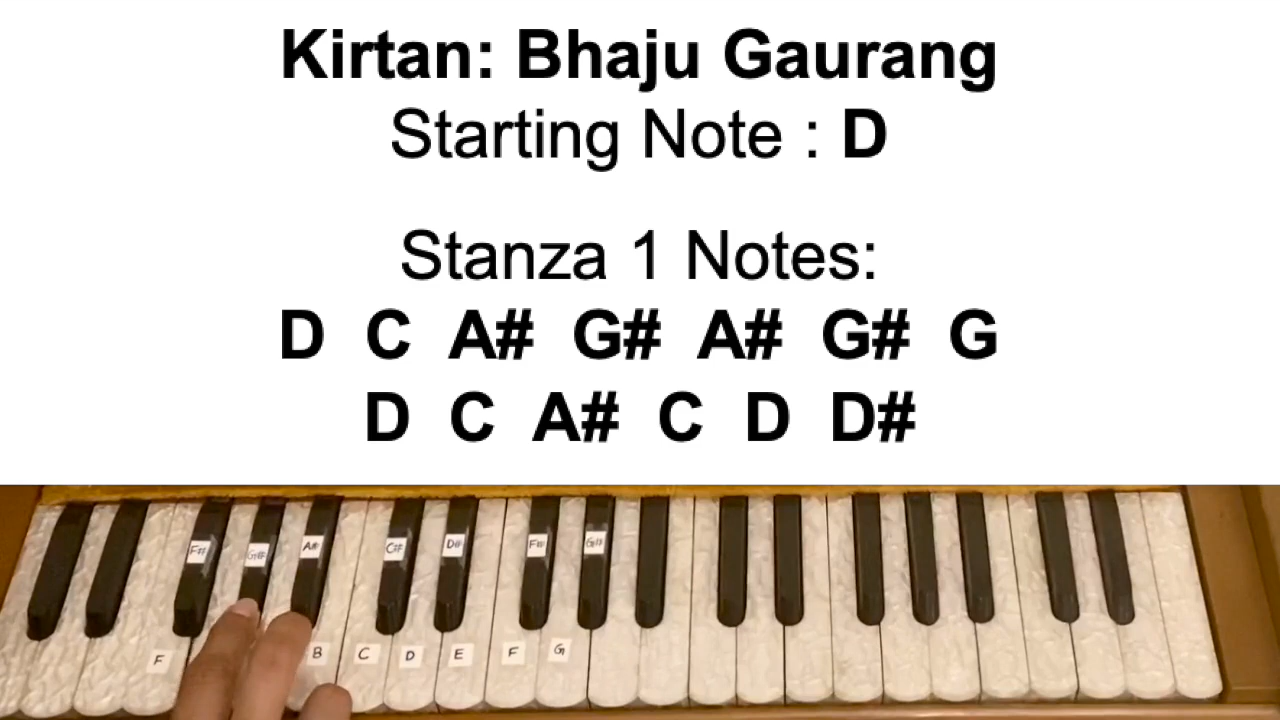 Kirtan: Bhaju Gaurang
Starting Note : D
Stanza 1 Notes:
D C A# G# A# G# G
D C A# C D D#
F# G# A# C# D# F# G#
F B C D E F G